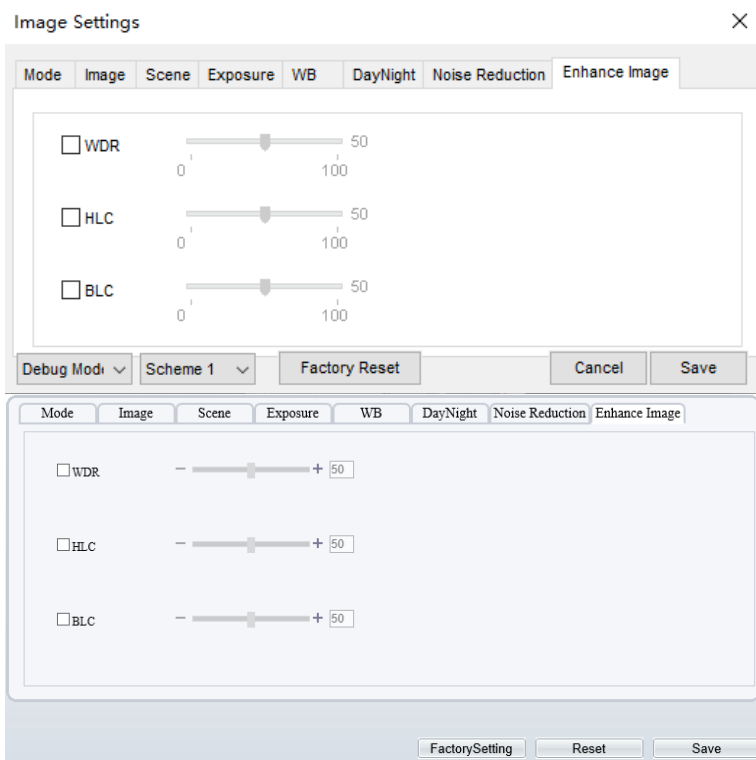 Image Settings
Mode Image Scene Exposure WB DayNight Noise Reduction Enhance Image
WDR 50
0 100
HLC 50
0 100
BLC 50
0 100
Debug Mod Scheme 1 Factory Reset Cancel Save
Mode Image Scene Exposure WB DayNight Noise Reduction Enhance Image
WDR − + 50
HLC − + 50
BLC − + 50
FactorySetting Reset Save